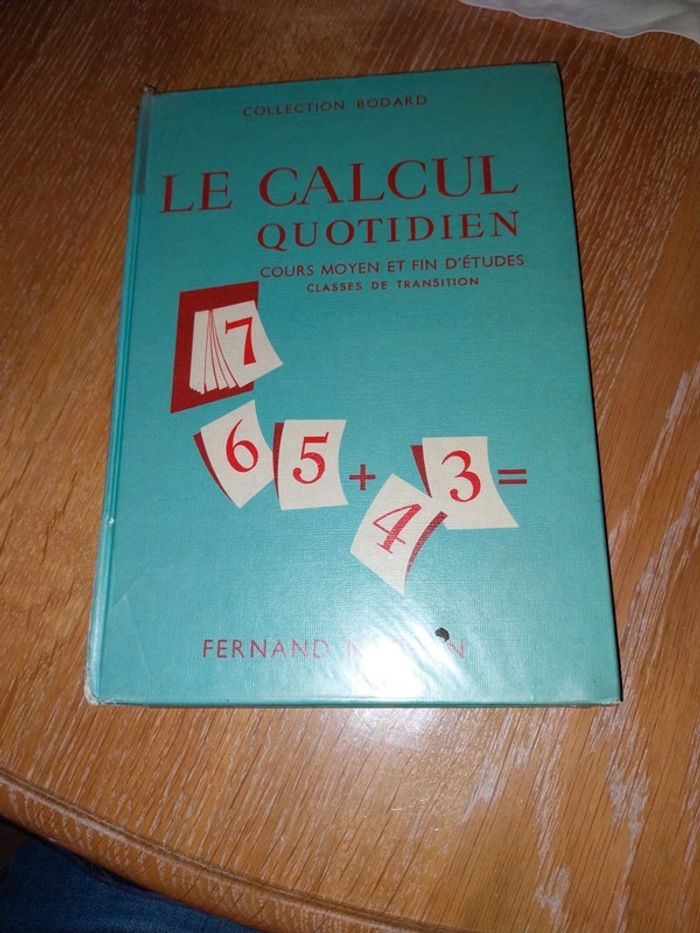 COLLECTION BODARD
LE CALCUL
QUOTIDIEN
COURS MOYEN ET FIN D'ÉTUDES
CLASSES DE TRANSITION
7
6 5 + 4 3 =
FERNAND